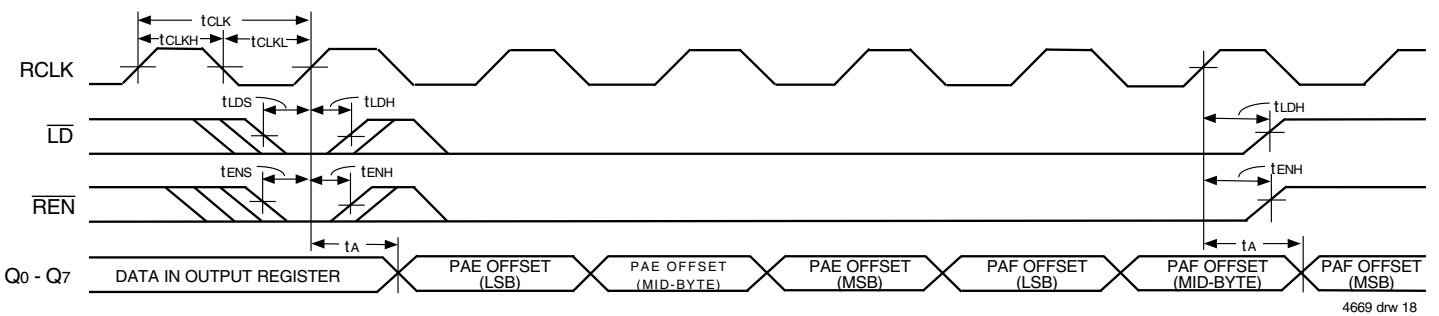 tCLK
tCLKH
tCLKL
RCLK
tLDS
tLDH
tLDH
LD
tENS
tENH
tENH
REN
tA
tA
Q0 - Q7
DATA IN OUTPUT REGISTER
PAE OFFSET
(LSB)
PAE OFFSET
(MID-BYTE)
PAE OFFSET
(MSB)
PAF OFFSET
(LSB)
PAF OFFSET
(MID-BYTE)
PAF OFFSET
(MSB)
4669 drw 18